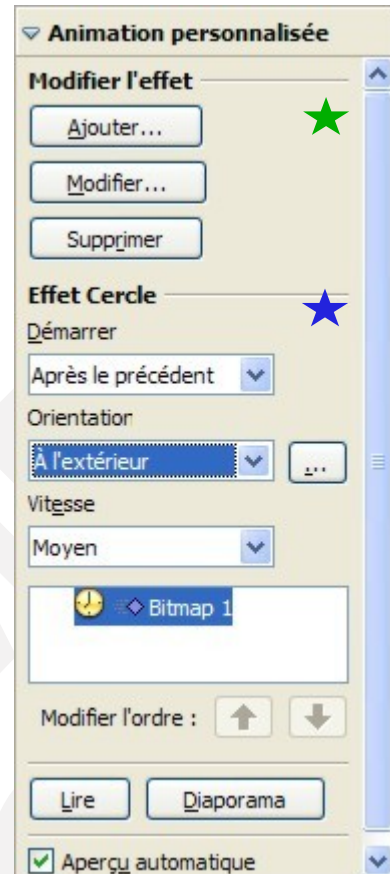 Animation personnalisée
Modifier l'effet
Ajouter...
Modifier...
Supprimer
Effet Cercle
Démarrer
Après le précédent
Orientation
À l'extérieur
...
Vitesse
Moyen
Bitmap 1
Modifier l'ordre :
Lire Diaporama
Aperçu automatique